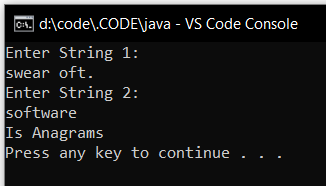 d:\code\.CODE\java - VS Code Console
Enter String 1:
swear oft.
Enter String 2:
software
Is Anagrams
Press any key to continue . . .